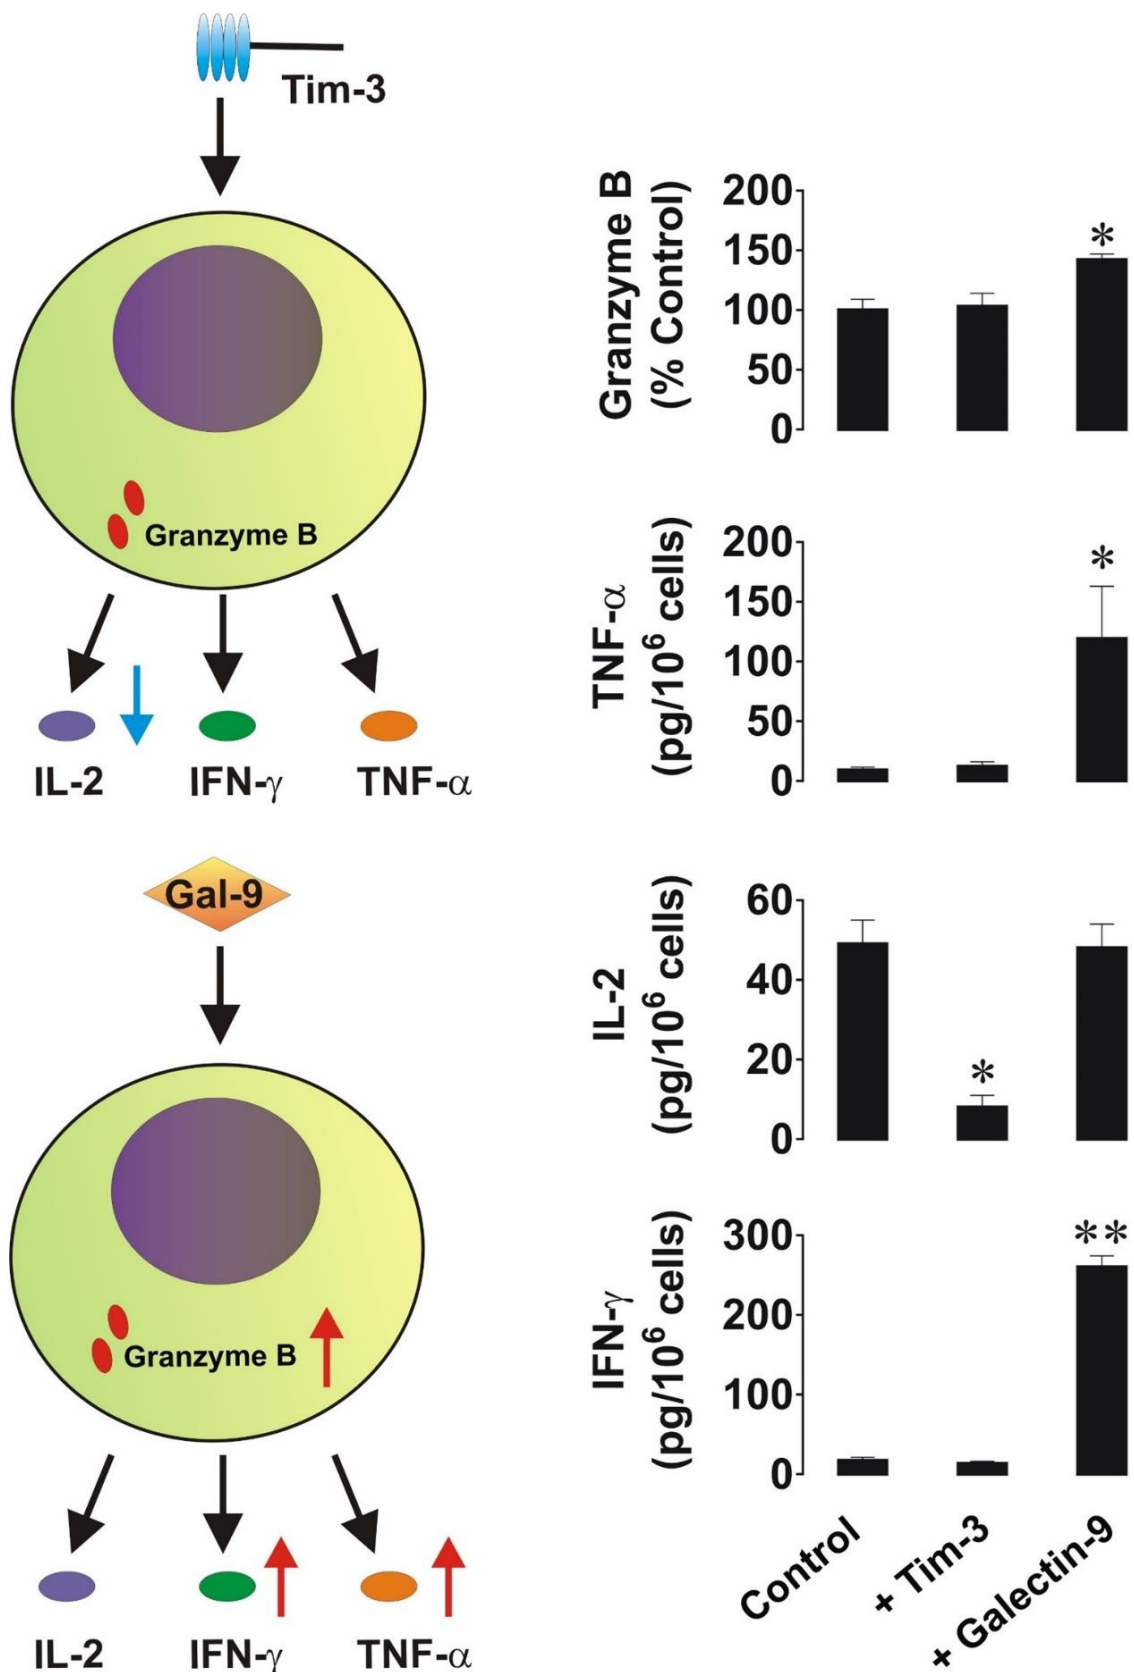 Tim-3
Granzyme B
IL-2
IFN-γ
TNF-α
Gal-9
Granzyme B
IL-2
IFN-γ
TNF-α
Granzyme B
(% Control)
200
150
100
50
0
*
TNF-α
(pg/10⁶ cells)
200
150
100
50
0
*
IL-2
(pg/10⁶ cells)
60
40
20
0
*
IFN-γ
(pg/10⁶ cells)
300
200
100
0
**
Control
+ Tim-3
+ Galectin-9